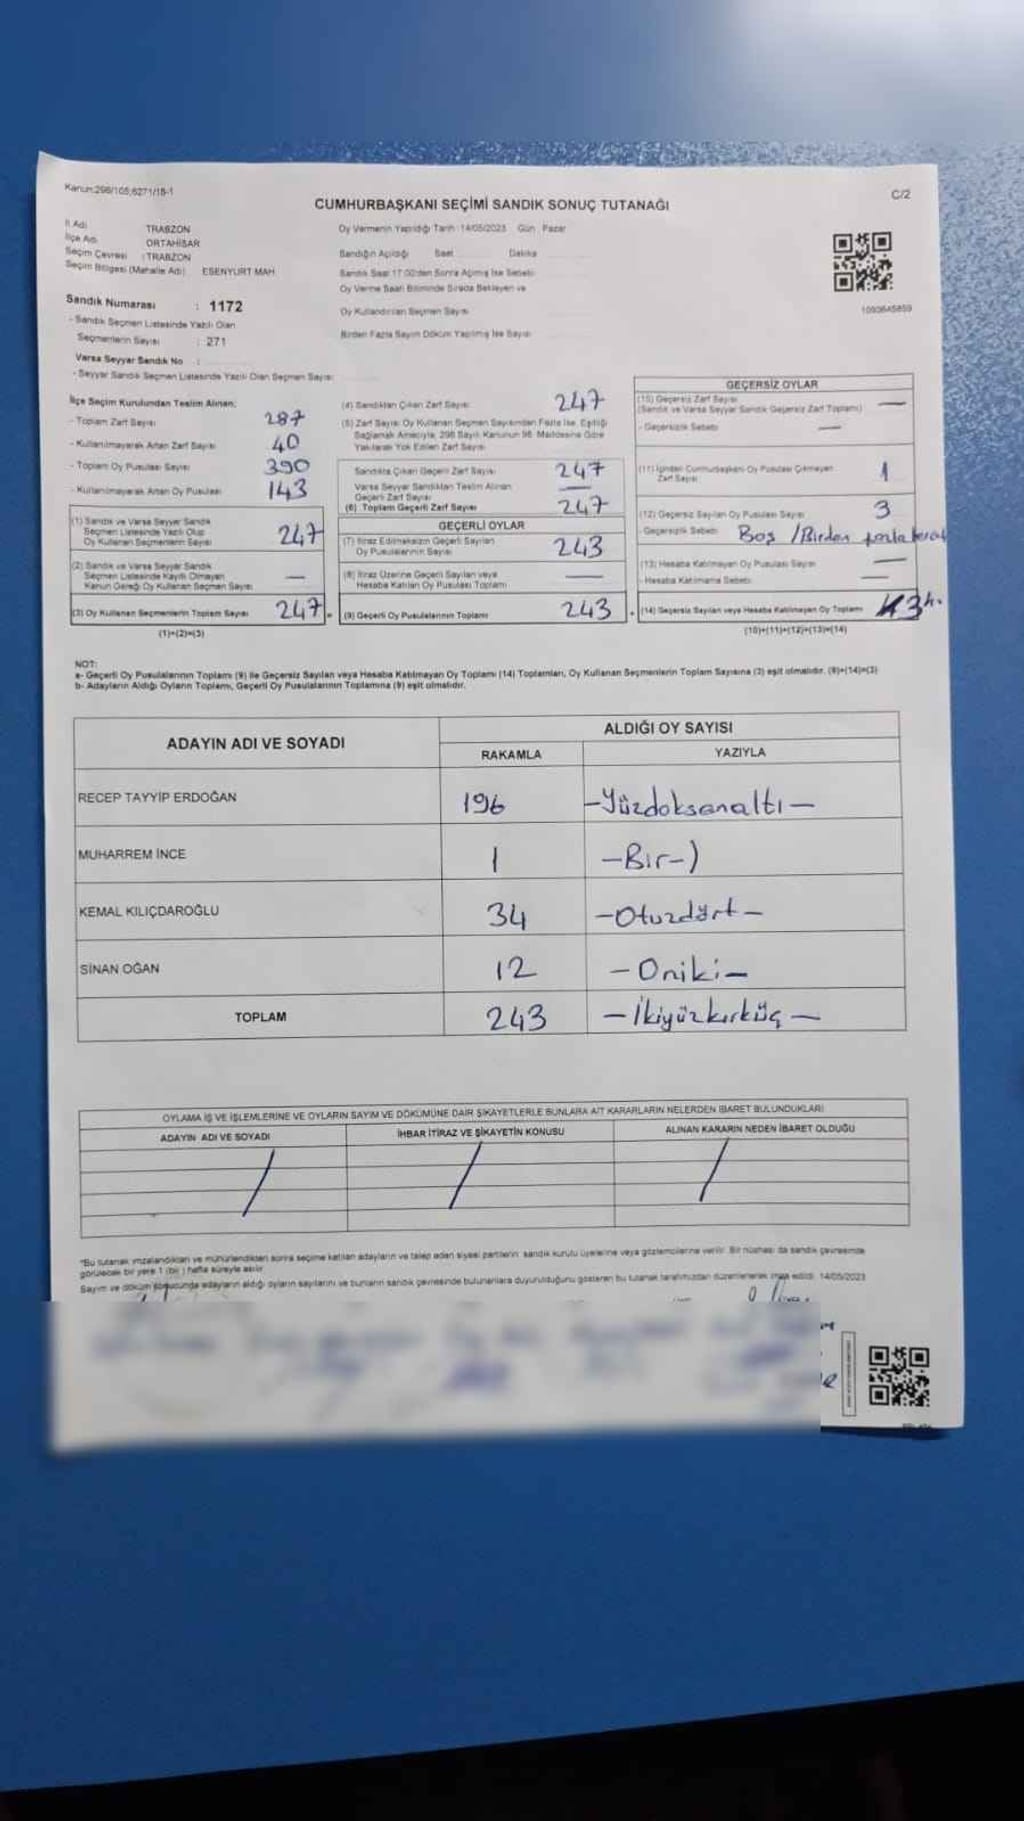 Kanun:298/105;6271/18-1
C/2
CUMHURBAŞKANI SEÇİMİ SANDIK SONUÇ TUTANAĞI
İl Adı TRABZON
İlçe Adı ORTAHİSAR
Seçim Çevresi : TRABZON
Seçim Bölgesi (Mahalle Adı) ESENYURT MAH.
Oy Vermenin Yapıldığı Tarih :14/05/2023 Gün Pazar
Sandığın Açıldığı Saat Dakika
Sandık Saat 17:00'den Sonra Açılmış İse Sebebi
Oy Verme Saati Bitiminde Sırada Bekleyen ve
Oy Kullandırılan Seçmen Sayısı
Birden Fazla Sayım Döküm Yapılmış İse Sayısı
1090645859
Sandık Numarası : 1172
- Sandık Seçmen Listesinde Yazılı Olan
Seçmenlerin Sayısı : 271
Varsa Seyyar Sandık No :
- Seyyar Sandık Seçmen Listesinde Yazılı Olan Seçmen Sayısı:
İlçe Seçim Kurulundan Teslim Alınan;
- Toplam Zarf Sayısı 287
- Kullanılmayarak Artan Zarf Sayısı 40
- Toplam Oy Pusulası Sayısı 390
- Kullanılmayarak Artan Oy Pusulası 143
(1) Sandık ve Varsa Seyyar Sandık
Seçmen Listesinde Yazılı Olup
Oy Kullanan Seçmenlerin Sayısı 247
(2) Sandık ve Varsa Seyyar Sandık
Seçmen Listesinde Kayıtlı Olmayan
Kanun Gereği Oy Kullanan Seçmen Sayısı —
(3) Oy Kullanan Seçmenlerin Toplam Sayısı 247
(1)+(2)=(3)
(4) Sandıktan Çıkan Zarf Sayısı 247
(5) Zarf Sayısı Oy Kullanan Seçmen Sayısından Fazla İse, Eşitliği
Sağlamak Amacıyla, 298 Sayılı Kanunun 98. Maddesine Göre
Yakılarak Yok Edilen Zarf Sayısı
Sandıkta Çıkan Geçerli Zarf Sayısı 247
Varsa Seyyar Sandıktan Teslim Alınan
Geçerli Zarf Sayısı —
(6) Toplam Geçerli Zarf Sayısı 247
GEÇERLİ OYLAR
(7) İtiraz Edilmeksizin Geçerli Sayılan
Oy Pusulalarının Sayısı 243
(8) İtiraz Üzerine Geçerli Sayılan veya
Hesaba Katılan Oy Pusulası Toplamı —
(9) Geçerli Oy Pusulalarının Toplamı 243
GEÇERSİZ OYLAR
(10) Geçersiz Zarf Sayısı
(Sandık ve Varsa Seyyar Sandık Geçersiz Zarf Toplamı) —
- Geçersizlik Sebebi —
(11) İçinden Cumhurbaşkanı Oy Pusulası Çıkmayan
Zarf Sayısı 1
(12) Geçersiz Sayılan Oy Pusulası Sayısı 3
- Geçersizlik Sebebi Boş / Birden fazla
(13) Hesaba Katılmayan Oy Pusulası Sayısı —
- Hesaba Katılmama Sebebi —
(14) Geçersiz Sayılan veya Hesaba Katılmayan Oy Toplamı
(10)+(11)+(12)+(13)=(14)
NOT:
a- Geçerli Oy Pusulalarının Toplamı (9) ile Geçersiz Sayılan veya Hesaba Katılmayan Oy Toplamı (14) Toplamları, Oy Kullanan Seçmenlerin Toplam Sayısına (3) eşit olmalıdır. (9)+(14)=(3)
b- Adayların Aldığı Oyların Toplamı, Geçerli Oy Pusulalarının Toplamına (9) eşit olmalıdır.
ADAYIN ADI VE SOYADI
ALDIĞI OY SAYISI
RAKAMLA YAZIYLA
RECEP TAYYİP ERDOĞAN 196 -Yüzdoksanaltı-
MUHARREM İNCE 1 -Bir-)
KEMAL KILIÇDAROĞLU 34 -Otuzdört-
SİNAN OĞAN 12 -Oniki-
TOPLAM 243 -İkiyüzkırküç-
OYLAMA İŞ VE İŞLEMLERİNE VE OYLARIN SAYIM VE DÖKÜMÜNE DAİR ŞİKAYETLERLE BUNLARA AİT KARARLARIN NELERDEN İBARET BULUNDUKLARI
ADAYIN ADI VE SOYADI İHBAR İTİRAZ VE ŞİKAYETİN KONUSU ALINAN KARARIN NEDEN İBARET OLDUĞU
*Bu tutanak imzalandıktan ve mühürlendikten sonra seçime katılan adayların ve talep eden siyasi partilerin sandık kurulu üyelerine veya gözlemcilerine verilir. Bir nüshası da sandık çevresinde
görülecek bir yere 1 (bir) hafta süreyle asılır.
Sayım ve döküm sonucunda adayların aldığı oyların sayılarını ve bunların sandık çevresinde bulunanlara duyurulduğunu gösteren bu tutanak tarafımızdan düzenlenerek imza edildi. 14/05/2023